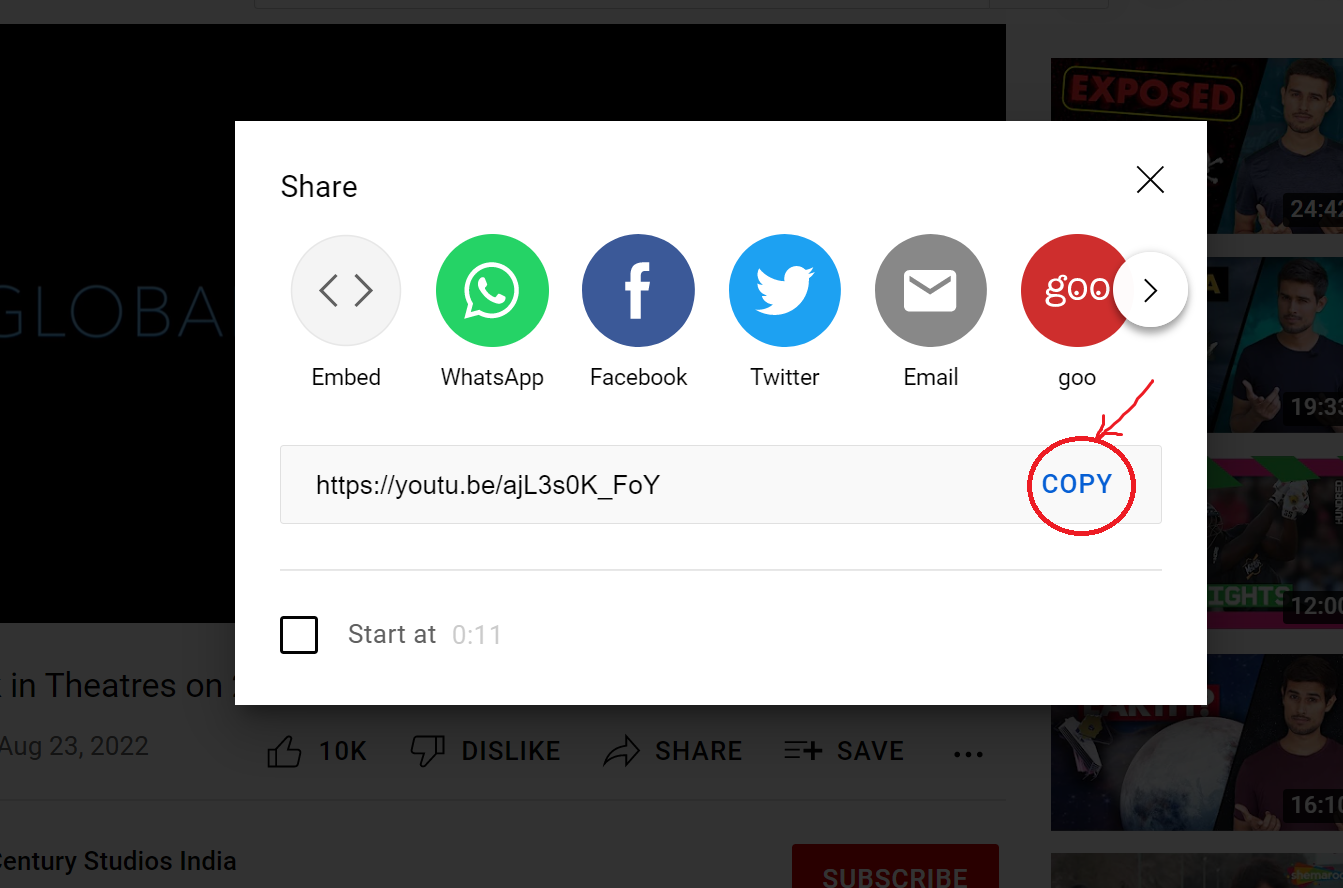 EXPOSED
24:42
GLOBA
Share
goo
Embed
WhatsApp
Facebook
Twitter
Email
goo
19:33
https://youtu.be/ajL3s0K_FoY
COPY
HUNDRED
IGHTS
12:00
Start at 0:11
in Theatres on
Aug 23, 2022
10K
DISLIKE
SHARE
SAVE
16:10
entury Studios India
SUBSCRIBE
shemaroo